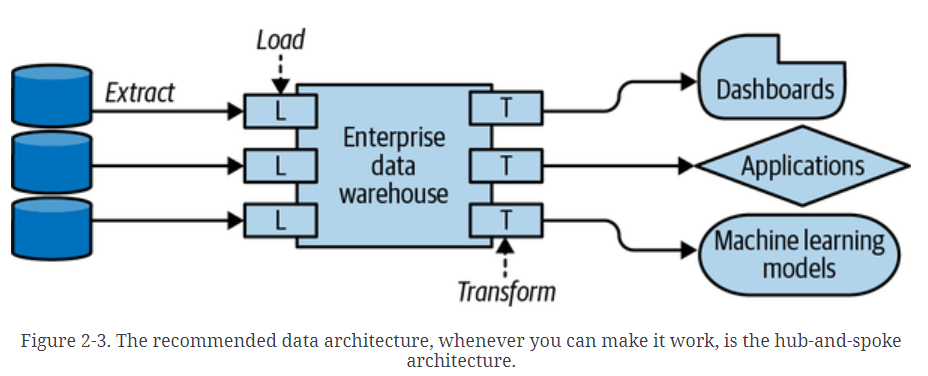 Load
Extract
L
T
Dashboards
Enterprise
data
warehouse
L
T
Applications
L
T
Machine learning
models
Transform
Figure 2-3. The recommended data architecture, whenever you can make it work, is the hub-and-spoke
architecture.